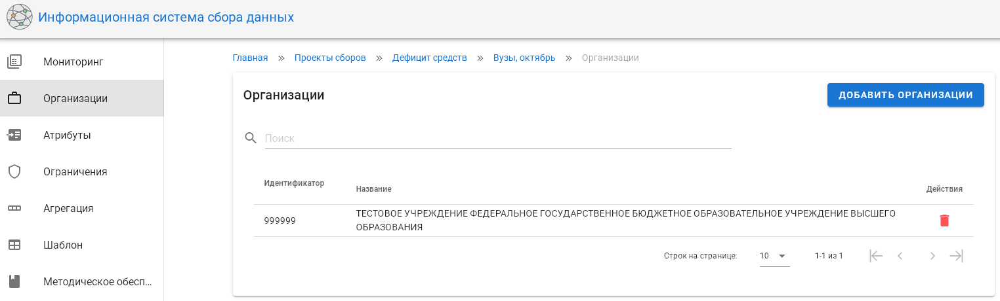 Информационная система сбора данных
Мониторинг
Организации
Атрибуты
Ограничения
Агрегация
Шаблон
Методическое обесп...
Главная » Проекты сборов » Дефицит средств » Вузы, октябрь » Организации
Организации
ДОБАВИТЬ ОРГАНИЗАЦИИ
Поиск
Идентификатор Название Действия
999999 ТЕСТОВОЕ УЧРЕЖДЕНИЕ ФЕДЕРАЛЬНОЕ ГОСУДАРСТВЕННОЕ БЮДЖЕТНОЕ ОБРАЗОВАТЕЛЬНОЕ УЧРЕЖДЕНИЕ ВЫСШЕГО
ОБРАЗОВАНИЯ
Строк на странице: 10 1-1 из 1